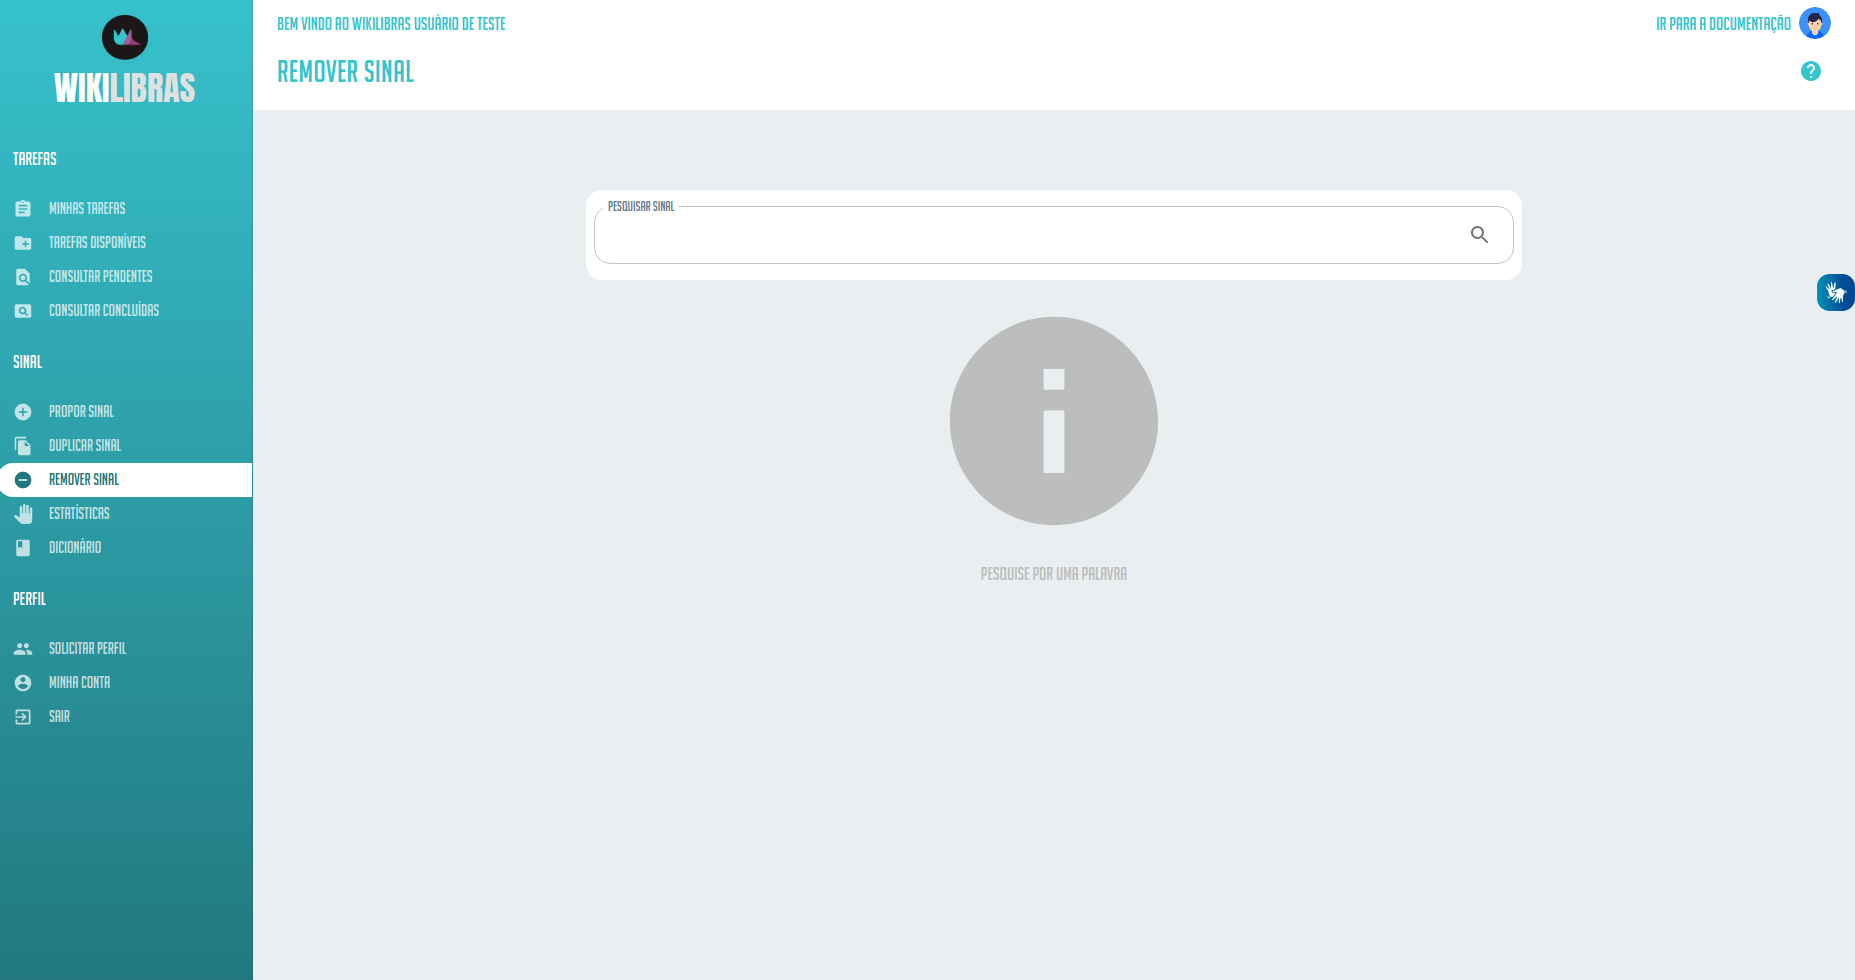 WIKILIBRAS
TAREFAS
MINHAS TAREFAS
TAREFAS DISPONÍVEIS
CONSULTAR PENDENTES
CONSULTAR CONCLUÍDAS
SINAL
PROPOR SINAL
DUPLICAR SINAL
REMOVER SINAL
ESTATÍSTICAS
DICIONÁRIO
PERFIL
SOLICITAR PERFIL
MINHA CONTA
SAIR
BEM VINDO AO WIKILIBRAS USUÁRIO DE TESTE
IR PARA A DOCUMENTAÇÃO
REMOVER SINAL
PESQUISAR SINAL
PESQUISE POR UMA PALAVRA